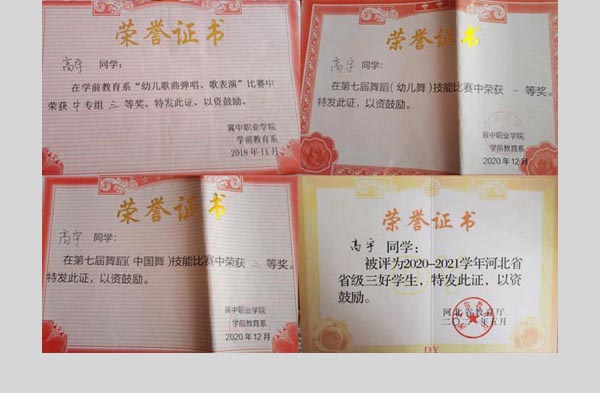 荣誉证书
高宇 同学：
在学前教育系“幼儿歌曲弹唱、歌表演”比赛中
荣获 中 专组 三 等奖。特发此证，以资鼓励。
冀中职业学院
学前教育系
2018年11月
荣誉证书
高宇 同学：
在第七届舞蹈（幼儿舞）技能比赛中荣获 一 等奖。
特发此证，以资鼓励。
冀中职业学院
学前教育系
2020年12月
荣誉证书
高宇 同学：
在第七届舞蹈（中国舞）技能比赛中荣获 二 等奖。
特发此证，以资鼓励。
冀中职业学院
学前教育系
2020年12月
荣誉证书
高宇 同学：
被评为2020-2021学年河北省
省级三好学生，特发此证，以资
鼓励。
河北省教育厅
二〇二一年五月
DY